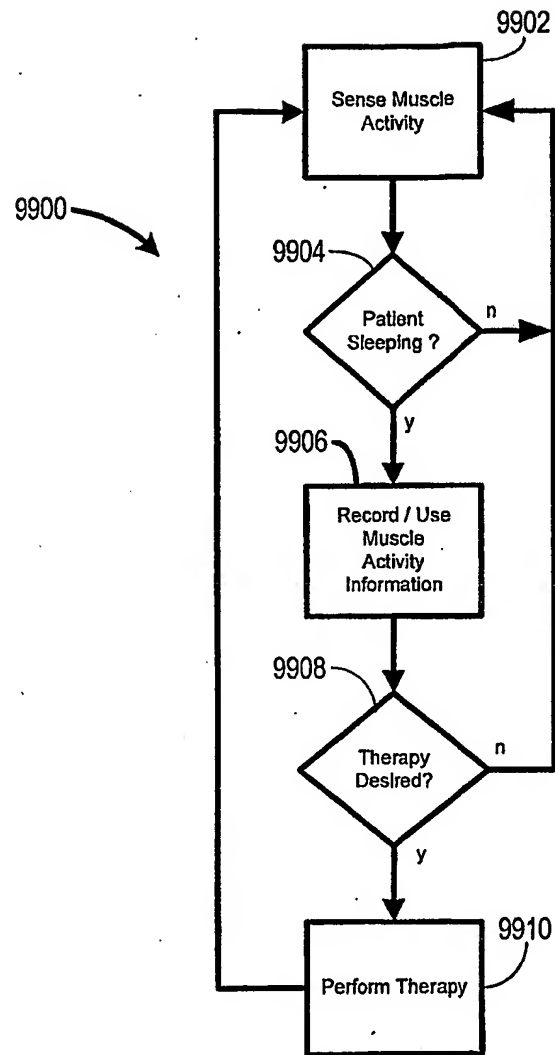 9902
Sense Muscle
Activity
9900
9904
Patient
Sleeping ?
n
y
9906
Record / Use
Muscle
Activity
Information
9908
Therapy
Desired?
n
y
9910
Perform Therapy